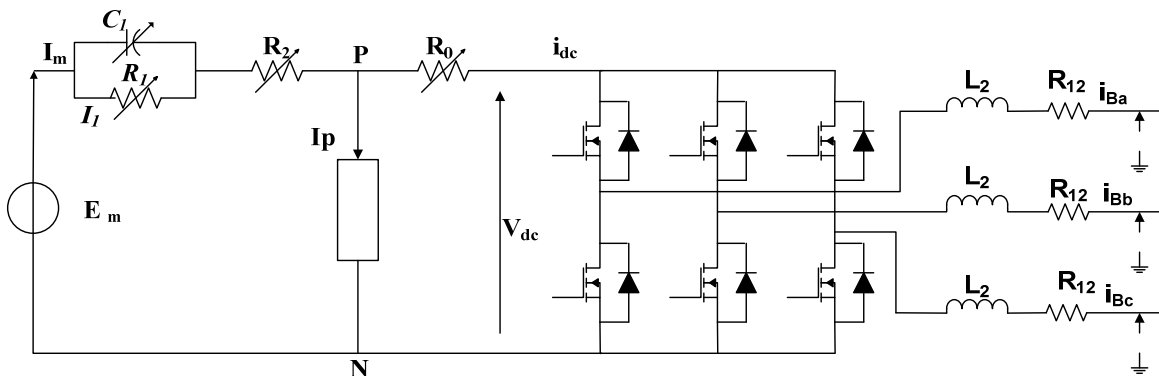 C1
Im
R1
I1
R2
P
R0
idc
Ip
Em
Vdc
N
L2
R12
iBa
L2
R12
iBb
L2
R12
iBc